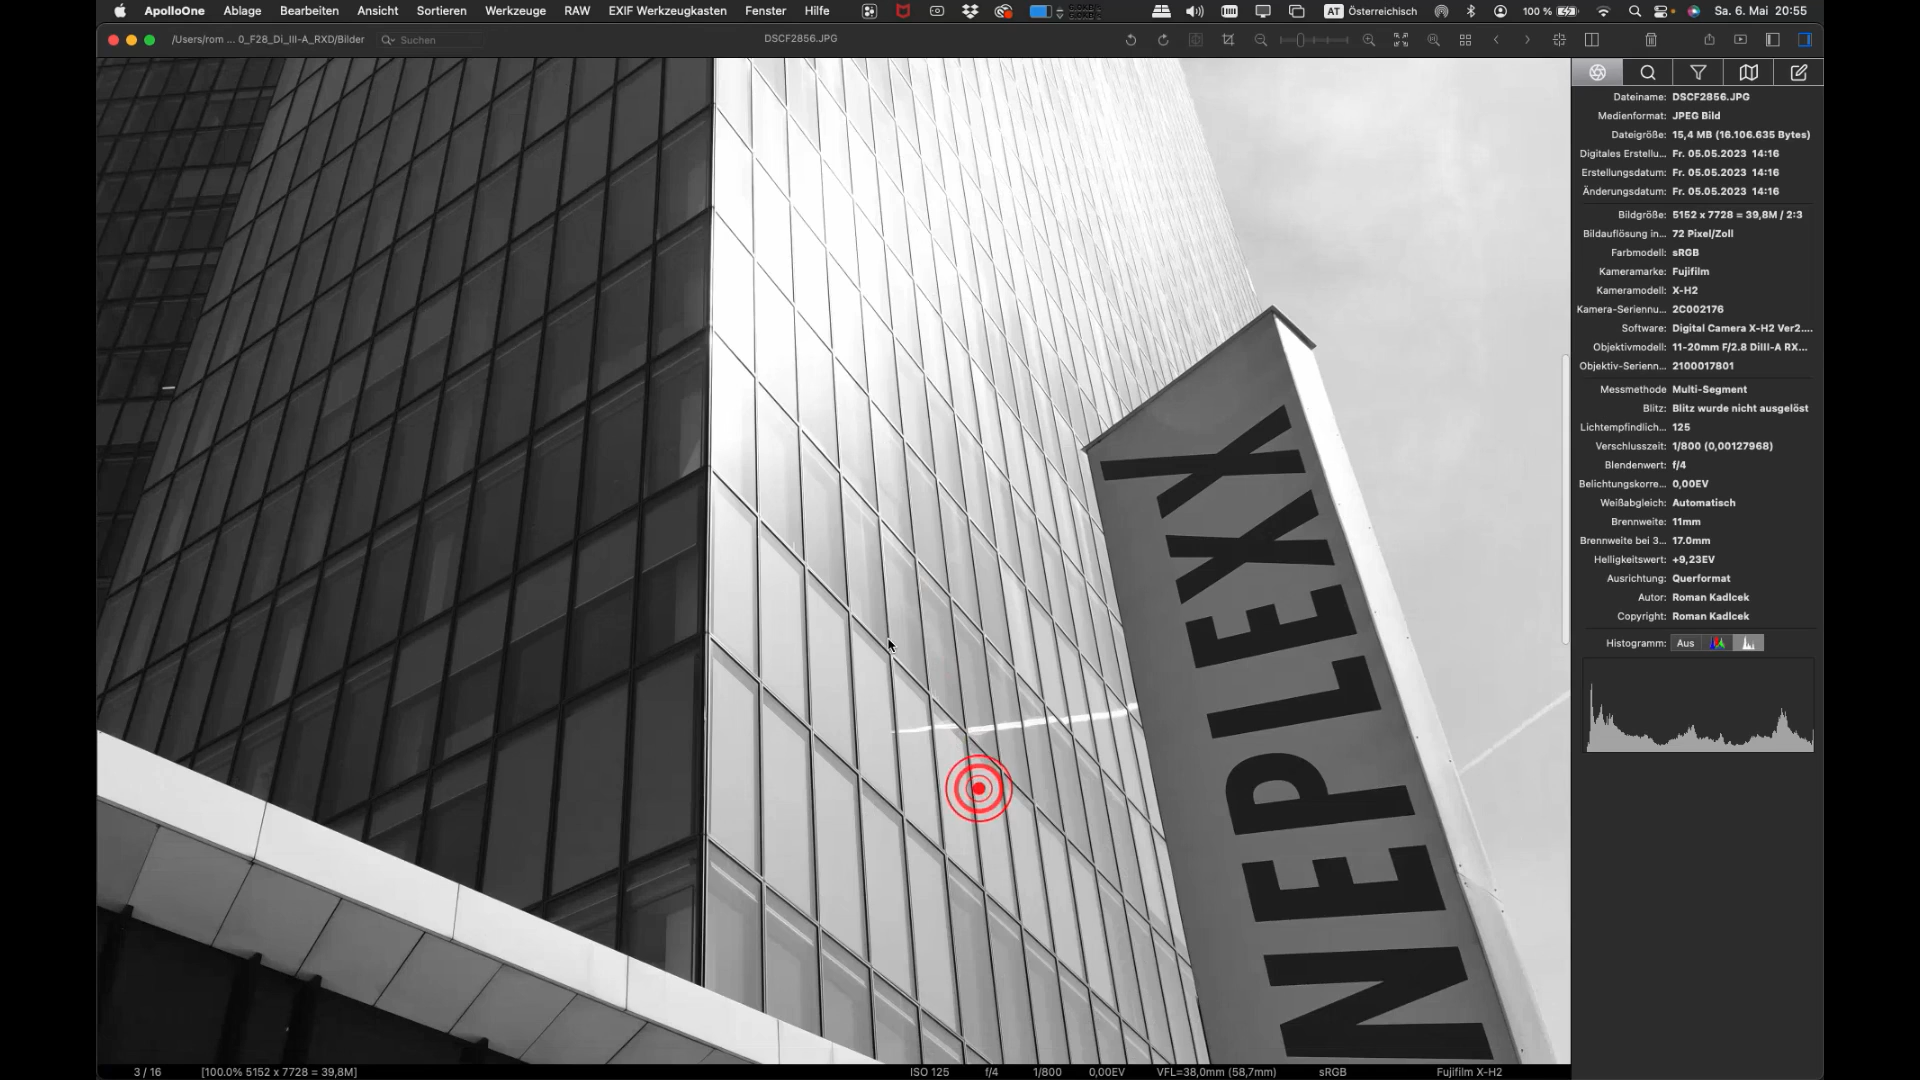 ApolloOne Ablage Bearbeiten Ansicht Sortieren Werkzeuge RAW EXIF Werkzeugkasten Fenster Hilfe AT Österreichisch 100 % Sa. 6. Mai 20:55
/Users/rom ... 0_F28_Di_III-A_RXD/Bilder Suchen DSCF2856.JPG
Dateiname: DSCF2856.JPG
Medienformat: JPEG Bild
Dateigröße: 15,4 MB (16.106.635 Bytes)
Digitales Erstellu... Fr. 05.05.2023 14:16
Erstellungsdatum: Fr. 05.05.2023 14:16
Änderungsdatum: Fr. 05.05.2023 14:16
Bildgröße: 5152 x 7728 = 39,8M / 2:3
Bildauflösung in... 72 Pixel/Zoll
Farbmodell: sRGB
Kameramarke: Fujifilm
Kameramodell: X-H2
Kamera-Seriennu... 2C002176
Software: Digital Camera X-H2 Ver2....
Objektivmodell: 11-20mm F/2.8 DiIII-A RX...
Objektiv-Serienn... 2100017801
Messmethode Multi-Segment
Blitz: Blitz wurde nicht ausgelöst
Lichtempfindlich... 125
Verschlusszeit: 1/800 (0,00127968)
Blendenwert: f/4
Belichtungskorre... 0,00EV
Weißabgleich: Automatisch
Brennweite: 11mm
Brennweite bei 3... 17.0mm
Helligkeitswert: +9,23EV
Ausrichtung: Querformat
Autor: Roman Kadlcek
Copyright: Roman Kadlcek
Histogramm: Aus
NEPLEXX
3 / 16 [100.0% 5152 x 7728 = 39,8M] ISO 125 f/4 1/800 0,00EV VFL=38,0mm (58,7mm) sRGB Fujifilm X-H2